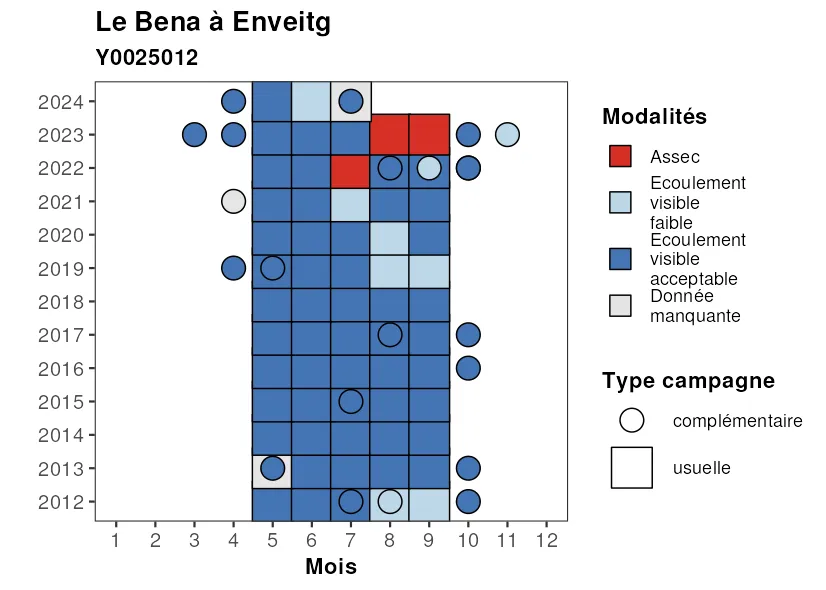 Le Bena à Enveitg
Y0025012
2024
2023
2022
2021
2020
2019
2018
2017
2016
2015
2014
2013
2012
1 2 3 4 5 6 7 8 9 10 11 12
Mois
Modalités
Assec
Ecoulement
visible
faible
Ecoulement
visible
acceptable
Donnée
manquante
Type campagne
complémentaire
usuelle